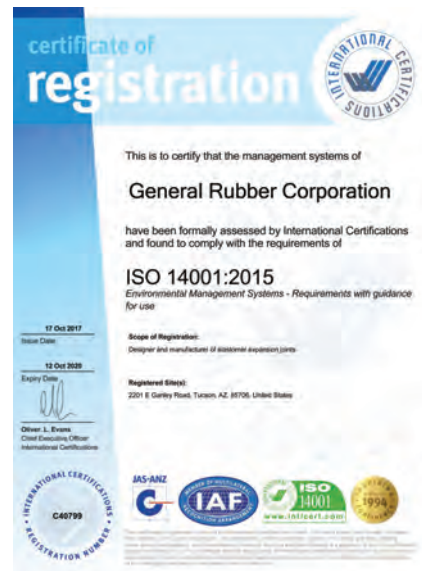 certificate of
registration
INTERNATIONAL CERTIFICATIONS
This is to certify that the management systems of
General Rubber Corporation
have been formally assessed by International Certifications
and found to comply with the requirements of
ISO 14001:2015
Environmental Management Systems - Requirements with guidance
for use
17 Oct 2017
Issue Date
Scope of Registration:
Designer and manufacturer of elastomer expansion joints
12 Oct 2020
Expiry Date
Registered Site(s):
2201 E Ganley Road, Tucson, AZ, 85706, United States
Oliver L. Evans
Chief Executive Officer
International Certifications
INTERNATIONAL CERTIFICATIONS
C40799
REGISTRATION NUMBER
JAS-ANZ
IAF
ISO
14001
www.intlcert.com
1994